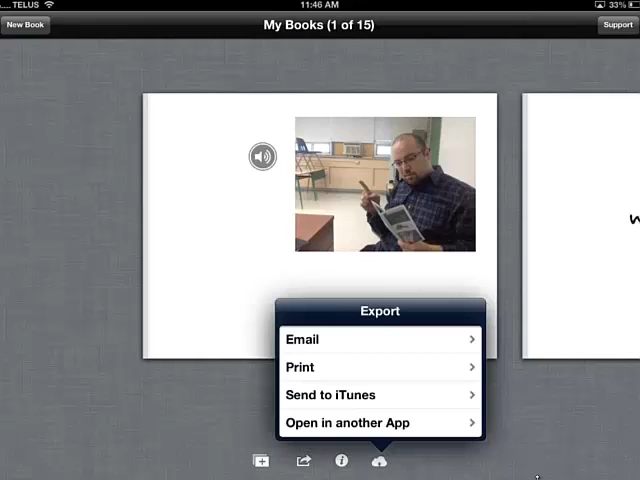 TELUS 11:46 AM 33%
New Book My Books (1 of 15) Support
Export
Email
Print
Send to iTunes
Open in another App